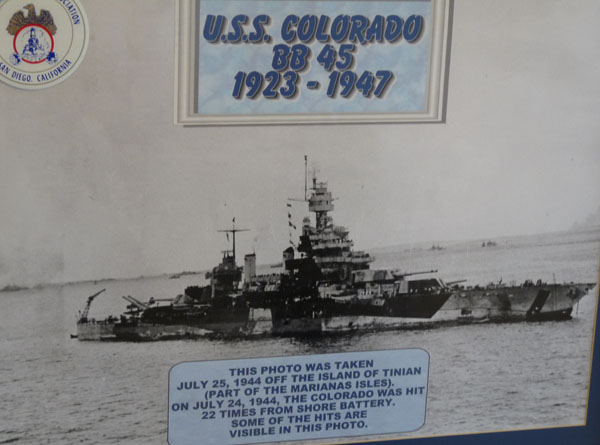 ASSOCIATION
SAN DIEGO, CALIFORNIA
U.S.S. COLORADO
BB 45
1923 - 1947
THIS PHOTO WAS TAKEN
JULY 25, 1944 OFF THE ISLAND OF TINIAN
(PART OF THE MARIANAS ISLES).
ON JULY 24, 1944, THE COLORADO WAS HIT
22 TIMES FROM SHORE BATTERY.
SOME OF THE HITS ARE
VISIBLE IN THIS PHOTO.